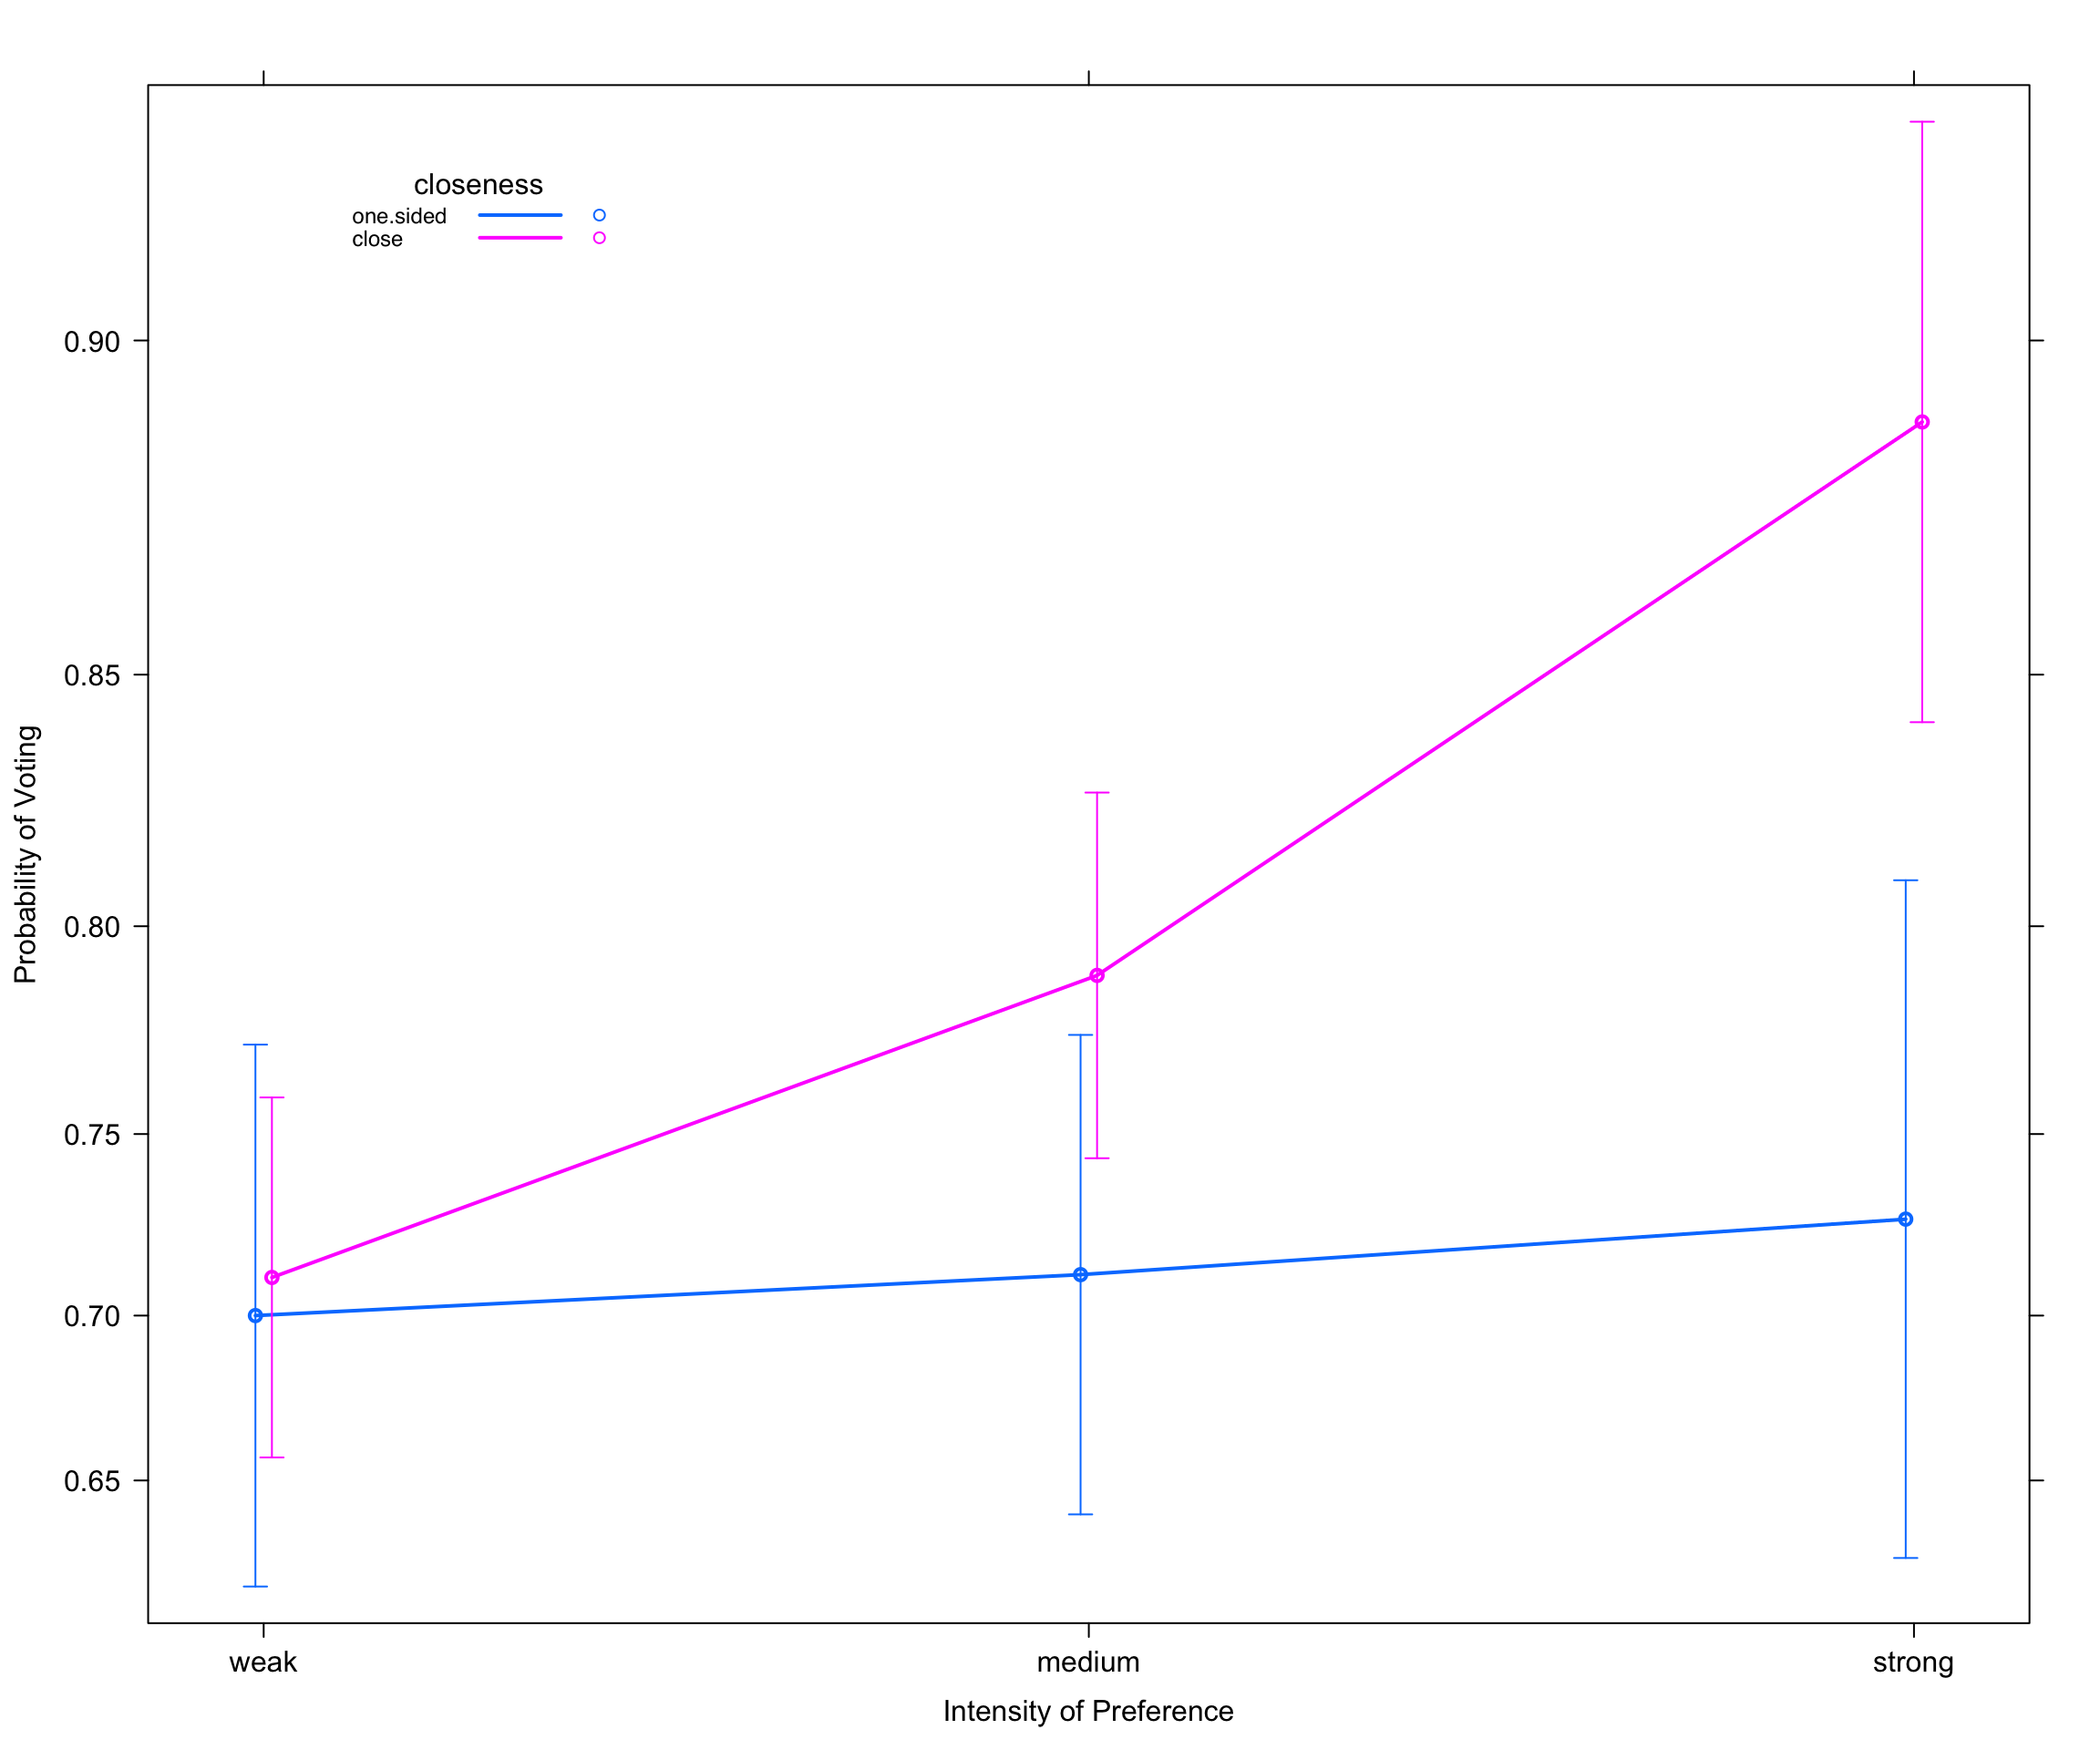 closeness
one.sided
close
0.90
0.85
0.80
0.75
0.70
0.65
Probability of Voting
weak medium strong
Intensity of Preference